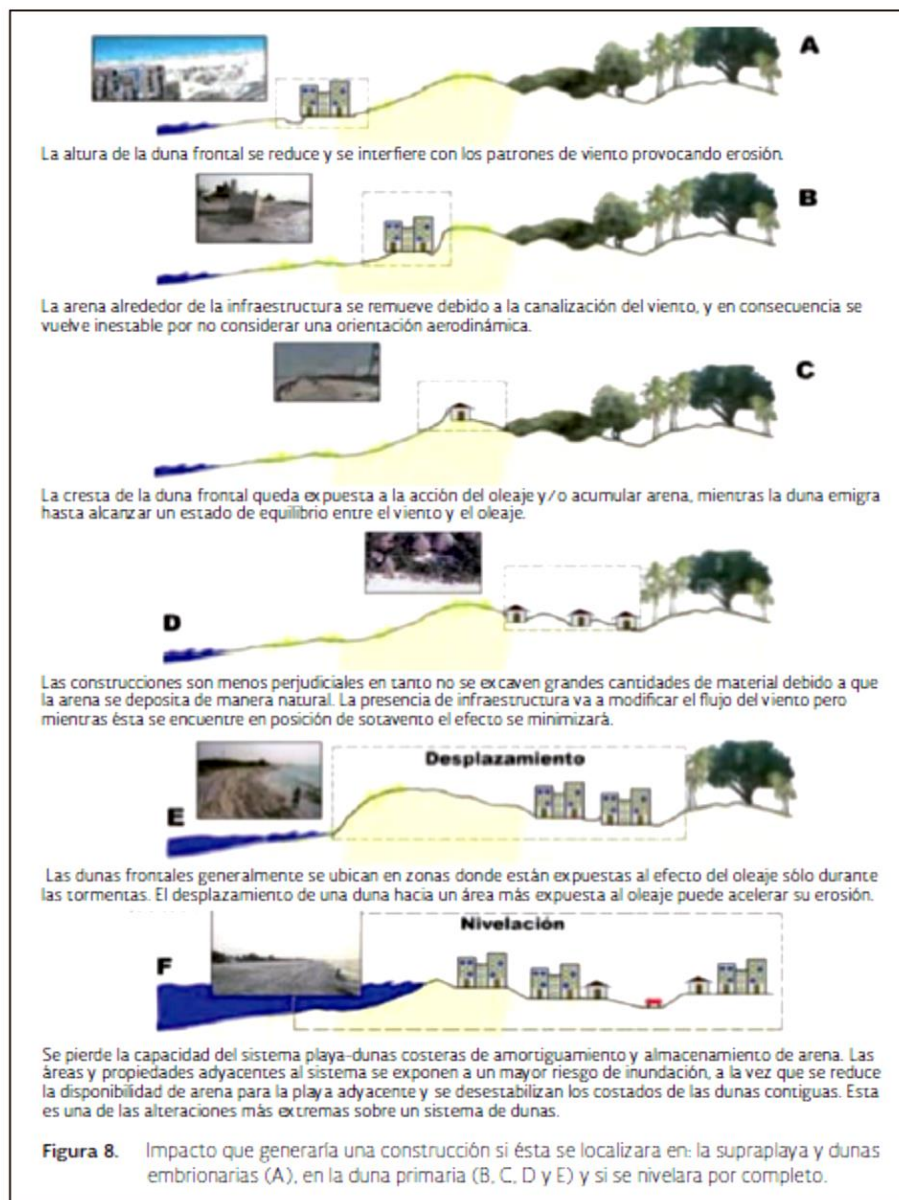 A
La altura de la duna frontal se reduce y se interfiere con los patrones de viento provocando erosión.
B
La arena alrededor de la infraestructura se remueve debido a la canalización del viento, y en consecuencia se
vuelve inestable por no considerar una orientación aerodinámica.
C
La cresta de la duna frontal queda expuesta a la acción del oleaje y/o acumular arena, mientras la duna emigra
hasta alcanzar un estado de equilibrio entre el viento y el oleaje.
D
Las construcciones son menos perjudiciales en tanto no se excaven grandes cantidades de material debido a que
la arena se deposita de manera natural. La presencia de infraestructura va a modificar el flujo del viento pero
mientras ésta se encuentre en posición de sotavento el efecto se minimizará.
Desplazamiento
E
Las dunas frontales generalmente se ubican en zonas donde están expuestas al efecto del oleaje sólo durante
las tormentas. El desplazamiento de una duna hacia un área más expuesta al oleaje puede acelerar su erosión.
Nivelación
F
Se pierde la capacidad del sistema playa-dunas costeras de amortiguamiento y almacenamiento de arena. Las
áreas y propiedades adyacentes al sistema se exponen a un mayor riesgo de inundación, a la vez que se reduce
la disponibilidad de arena para la playa adyacente y se desestabilizan los costados de las dunas contiguas. Esta
es una de las alteraciones más extremas sobre un sistema de dunas.
Figura 8. Impacto que generaría una construcción si ésta se localizara en: la supraplaya y dunas
embrionarias (A), en la duna primaria (B, C, D y E) y si se nivelara por completo.